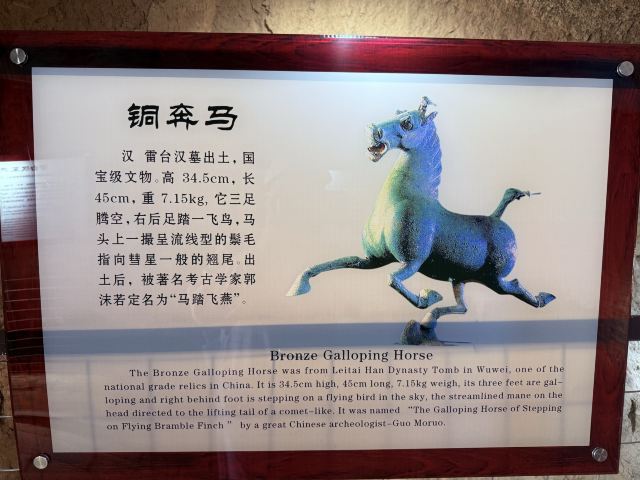 铜奔马
汉 雷台汉墓出土，国
宝级文物。高 34.5cm，长
45cm，重 7.15kg，它三足
腾空，右后足踏一飞鸟，马
头上一撮呈流线型的鬃毛
指向彗星一般的翘尾。出
土后，被著名考古学家郭
沫若定名为“马踏飞燕”。
Bronze Galloping Horse
The Bronze Galloping Horse was from Leitai Han Dynasty Tomb in Wuwei, one of the
national grade relics in China. It is 34.5cm high, 45cm long, 7.15kg weigh, its three feet are gal-
loping and right behind foot is stepping on a flying bird in the sky, the streamlined mane on the
head directed to the lifting tail of a comet-like. It was named “The Galloping Horse of Stepping
on Flying Bramble Finch ” by a great Chinese archeologist-Guo Moruo.